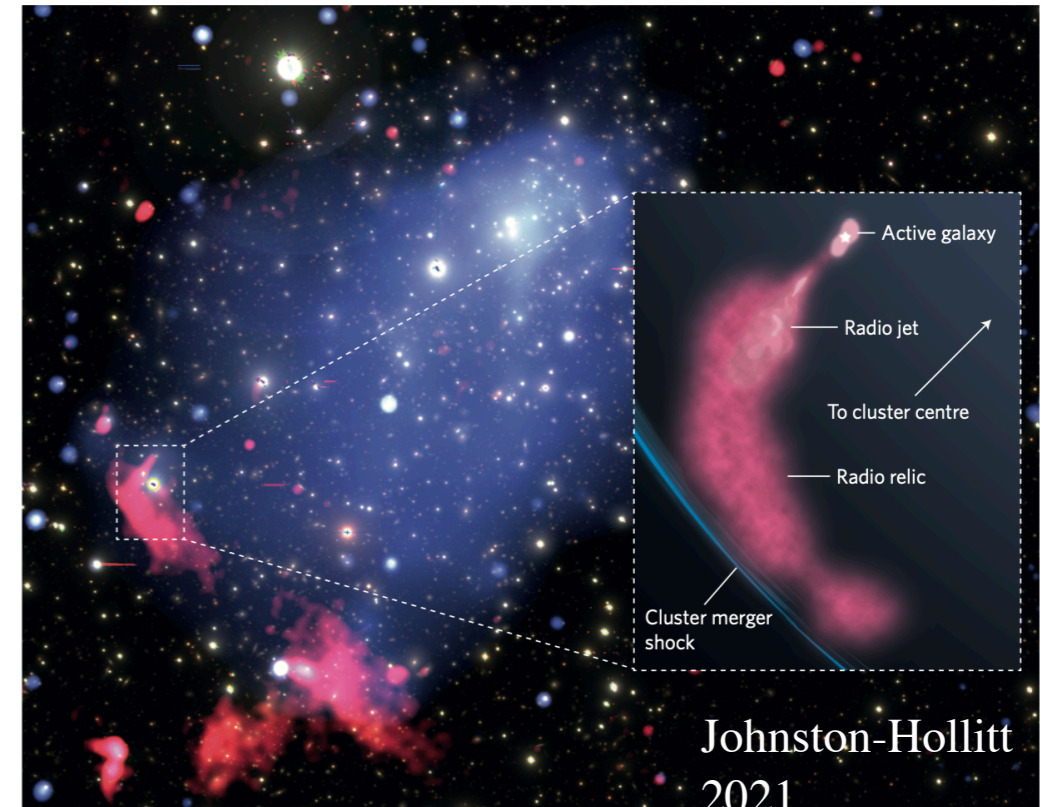 Active galaxy
Radio jet
To cluster centre
Radio relic
Cluster merger
shock
Johnston-Hollitt
2021